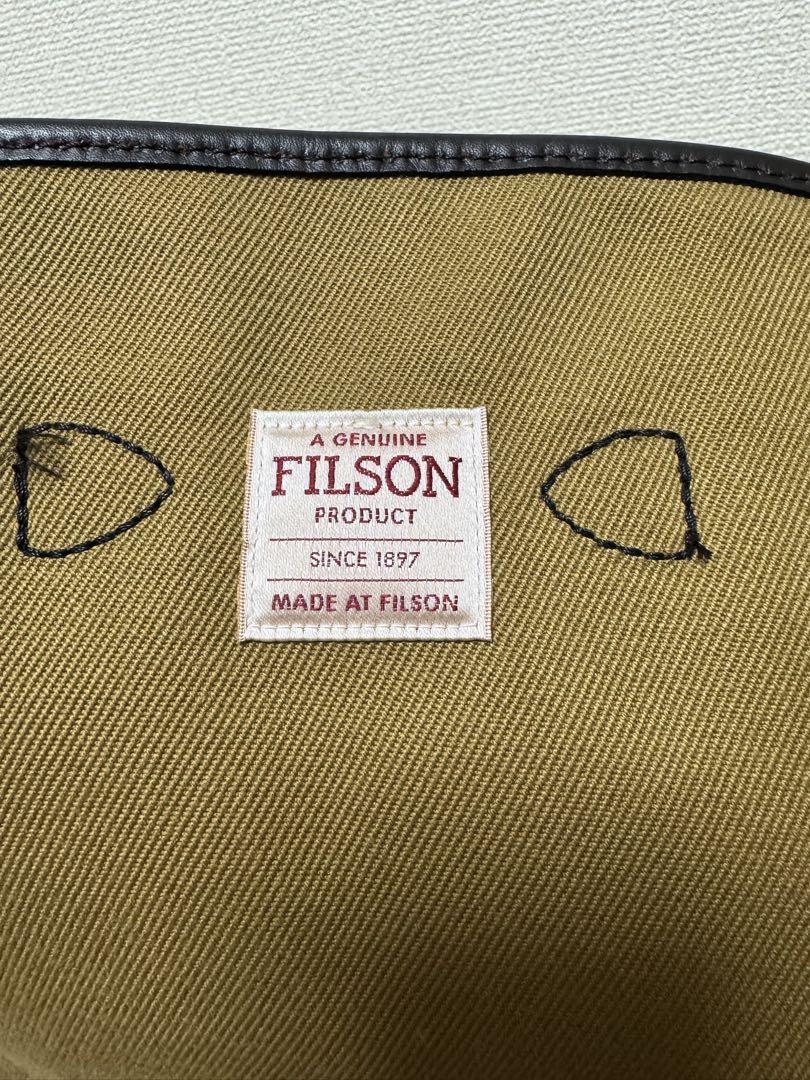 A GENUINE
FILSON
PRODUCT
SINCE 1897
MADE AT FILSON